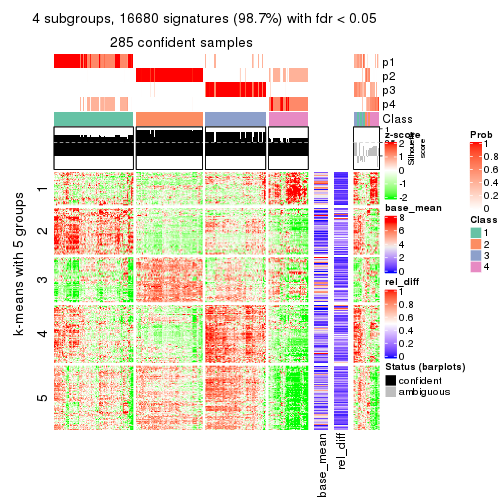 4 subgroups, 16680 signatures (98.7%) with fdr < 0.05
285 confident samples
p1
p2
p3
p4
Class
Silhouette
score
1
0
k-means with 5 groups
1
2
3
4
5
base_mean
rel_diff
z-score
2
1
0
-1
-2
base_mean
8
6
4
2
0
rel_diff
1
0.8
0.6
0.4
0.2
0
Status (barplots)
confident
ambiguous
Prob
1
0.8
0.6
0.4
0.2
0
Class
1
2
3
4